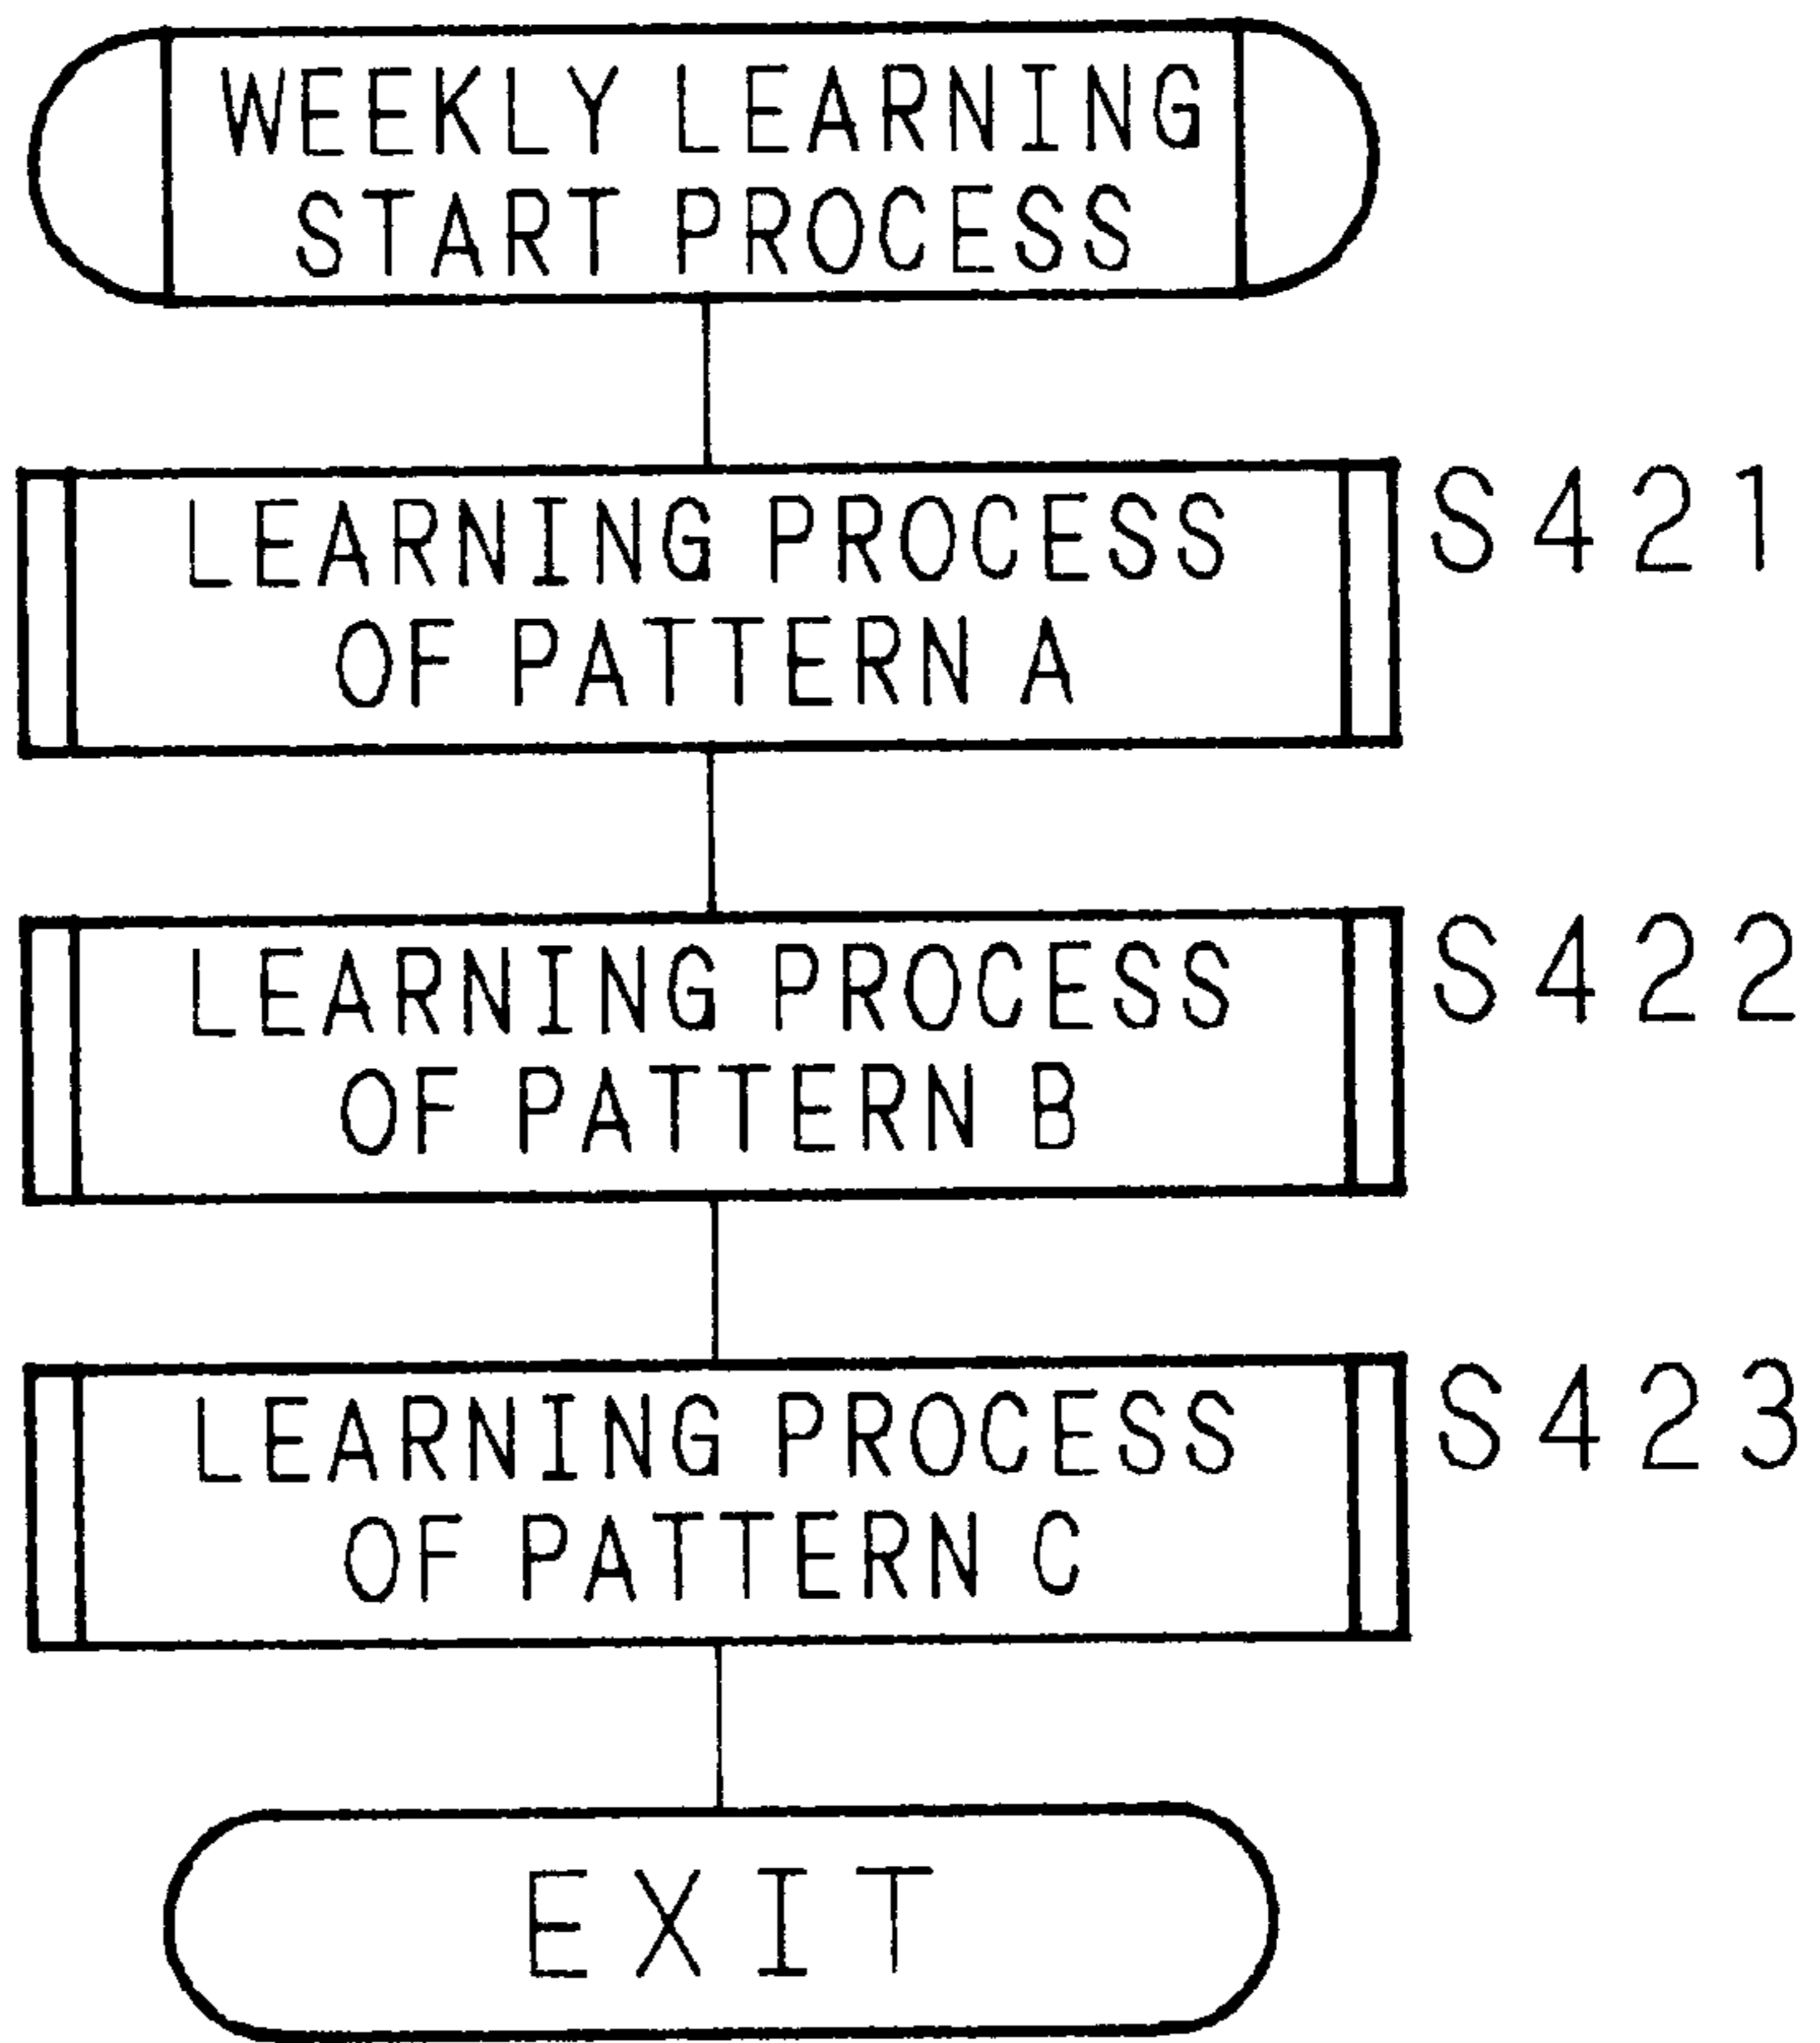 WEEKLY LEARNING
START PROCESS
LEARNING PROCESS
OF PATTERN A
S421
LEARNING PROCESS
OF PATTERN B
S422
LEARNING PROCESS
OF PATTERN C
S423
EXIT